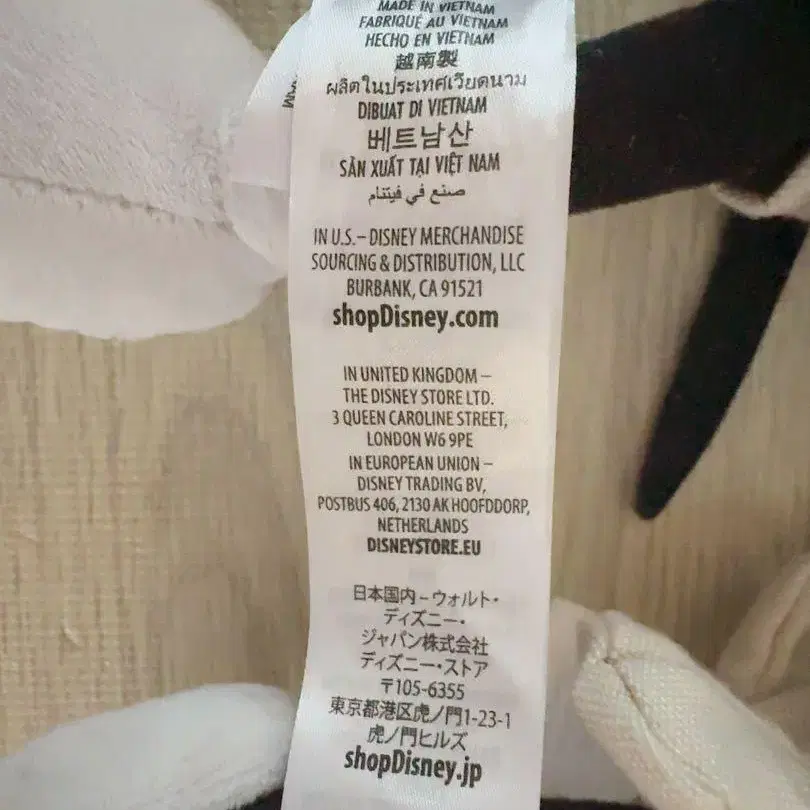 MADE IN VIETNAM
FABRIQUÉ AU VIETNAM
HECHO EN VIETNAM
越南製
ผลิตในประเทศเวียดนาม
DIBUAT DI VIETNAM
베트남산
SẢN XUẤT TẠI VIỆT NAM
صنع في فيتنام
IN U.S.– DISNEY MERCHANDISE
SOURCING & DISTRIBUTION, LLC
BURBANK, CA 91521
shopDisney.com
IN UNITED KINGDOM –
THE DISNEY STORE LTD.
3 QUEEN CAROLINE STREET,
LONDON W6 9PE
IN EUROPEAN UNION –
DISNEY TRADING BV,
POSTBUS 406, 2130 AK HOOFDDORP,
NETHERLANDS
DISNEYSTORE.EU
日本国内 – ウォルト・
ディズニー・
ジャパン株式会社
ディズニー・ストア
〒105-6355
東京都港区虎ノ門1-23-1
虎ノ門ヒルズ
shopDisney.jp